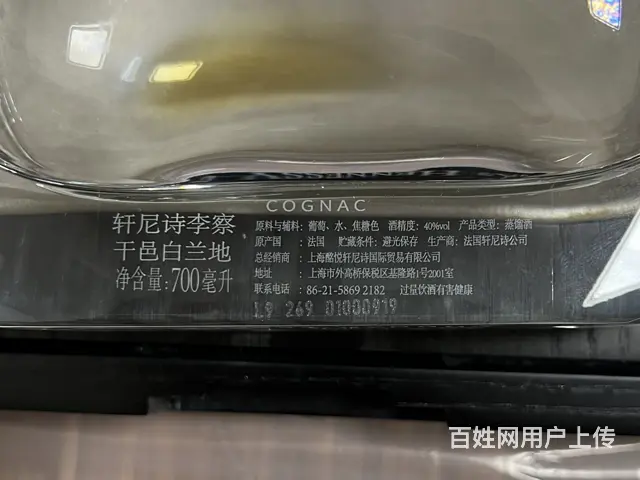 COGNAC
轩尼诗李察
干邑白兰地
净含量:700毫升
原料与辅料: 葡萄、水、焦糖色 酒精度: 40%vol 产品类型: 蒸馏酒
原产国 : 法国 贮藏条件: 避光保存 生产商: 法国轩尼诗公司
总经销商 : 上海酩悦轩尼诗国际贸易有限公司
地址 : 上海市外高桥保税区基隆路1号2001室
联系电话 : 86-21-5869 2182 过量饮酒有害健康
L9 269 01000919
百姓网用户上传